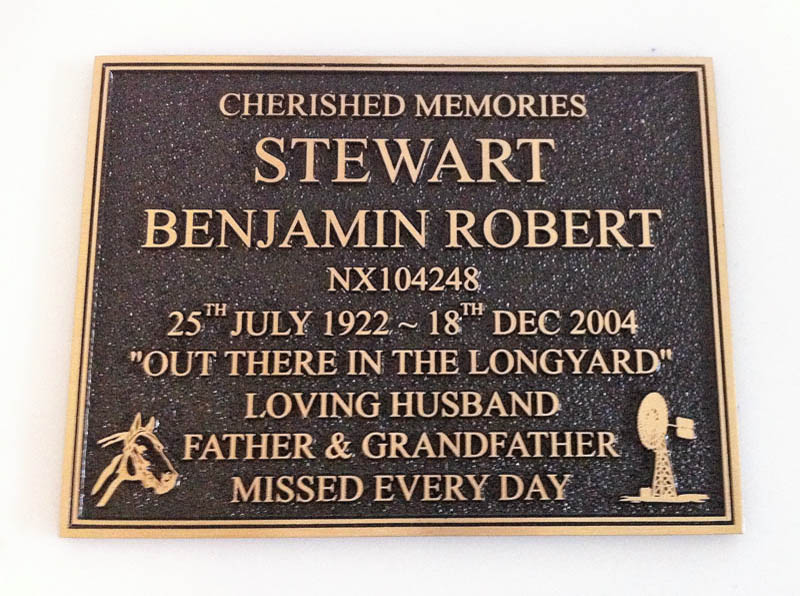 CHERISHED MEMORIES
STEWART
BENJAMIN ROBERT
NX104248
25TH JULY 1922 ~ 18TH DEC 2004
"OUT THERE IN THE LONGYARD"
LOVING HUSBAND
FATHER & GRANDFATHER
MISSED EVERY DAY